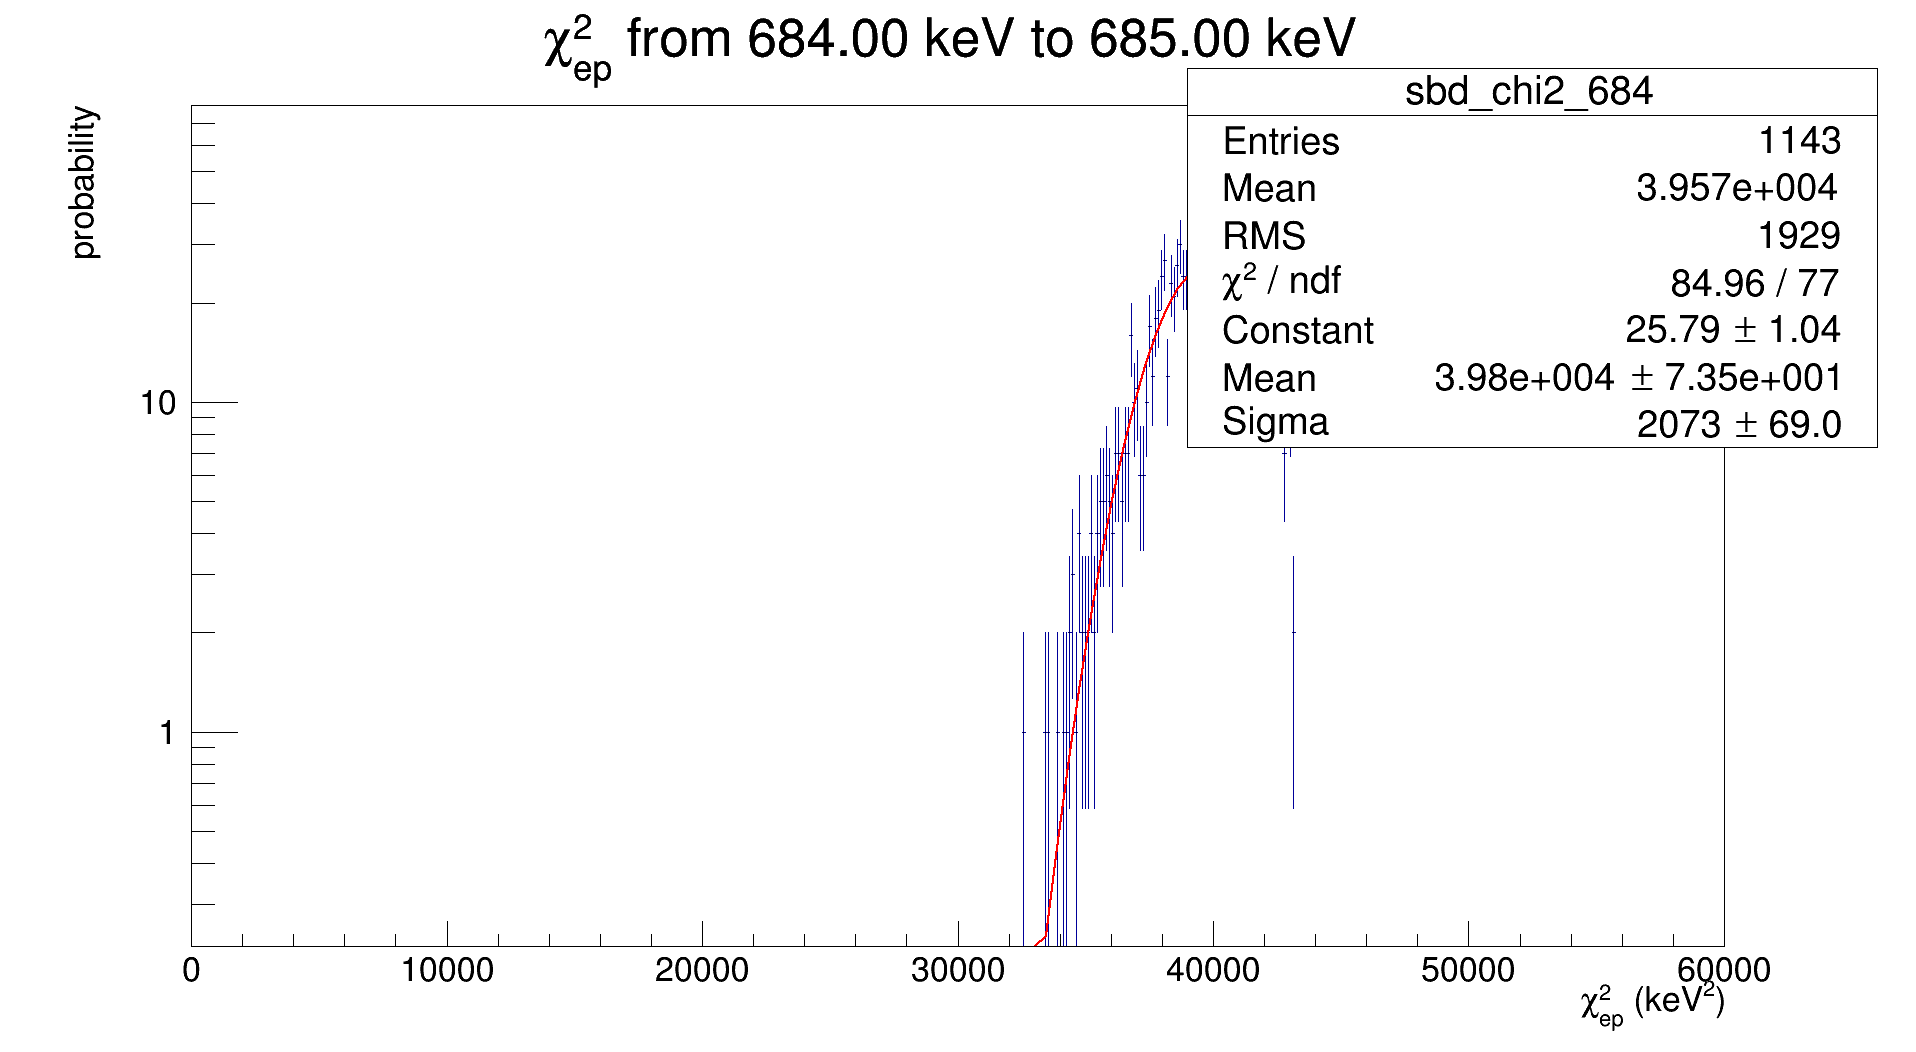 χ²ep from 684.00 keV to 685.00 keV
sbd_chi2_684
Entries 1143
Mean 3.957e+004
RMS 1929
χ² / ndf 84.96 / 77
Constant 25.79 ± 1.04
Mean 3.98e+004 ± 7.35e+001
Sigma 2073 ± 69.0
probability
10
1
0 10000 20000 30000 40000 50000 60000
χ²ep (keV²)